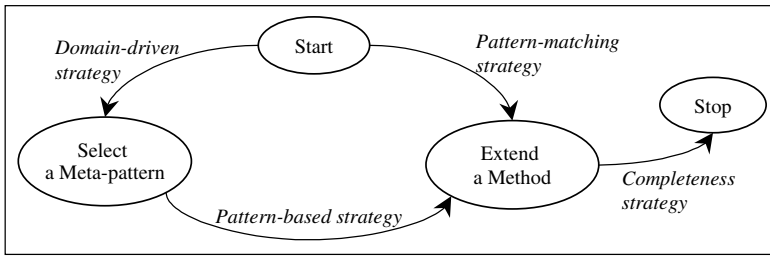 Domain-driven
strategy
Start
Pattern-matching
strategy
Stop
Select
a Meta-pattern
Extend
a Method
Pattern-based strategy
Completeness
strategy